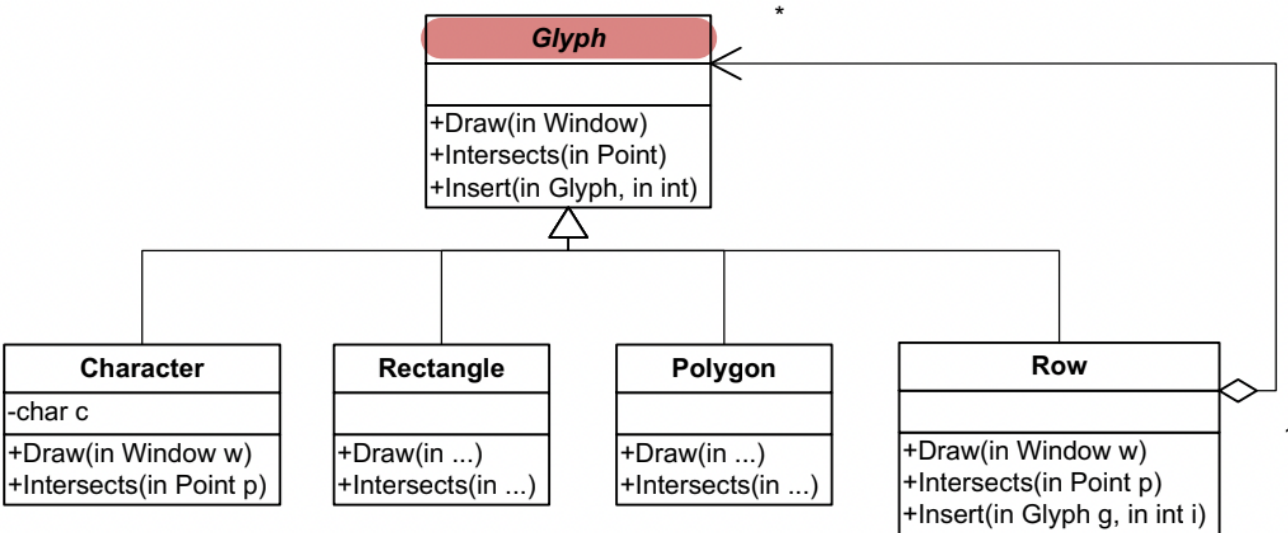 *
Glyph
+Draw(in Window)
+Intersects(in Point)
+Insert(in Glyph, in int)
Character
-char c
+Draw(in Window w)
+Intersects(in Point p)
Rectangle
+Draw(in ...)
+Intersects(in ...)
Polygon
+Draw(in ...)
+Intersects(in ...)
Row
+Draw(in Window w)
+Intersects(in Point p)
+Insert(in Glyph g, in int i)